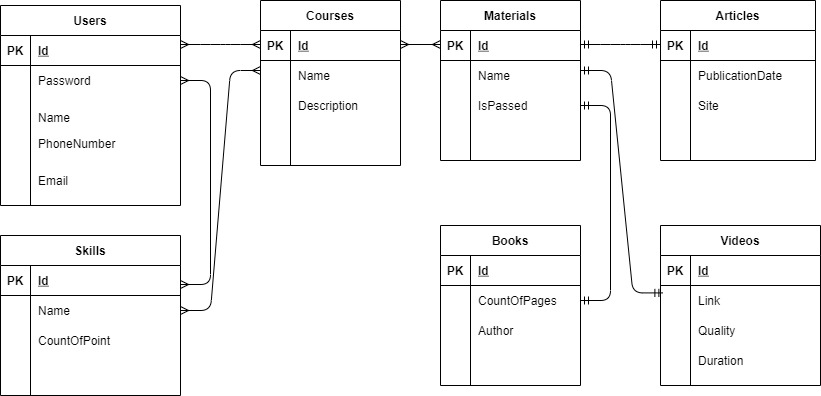 Users
PK Id
Password
Name
PhoneNumber
Email
Courses
PK Id
Name
Description
Materials
PK Id
Name
IsPassed
Articles
PK Id
PublicationDate
Site
Skills
PK Id
Name
CountOfPoint
Books
PK Id
CountOfPages
Author
Videos
PK Id
Link
Quality
Duration